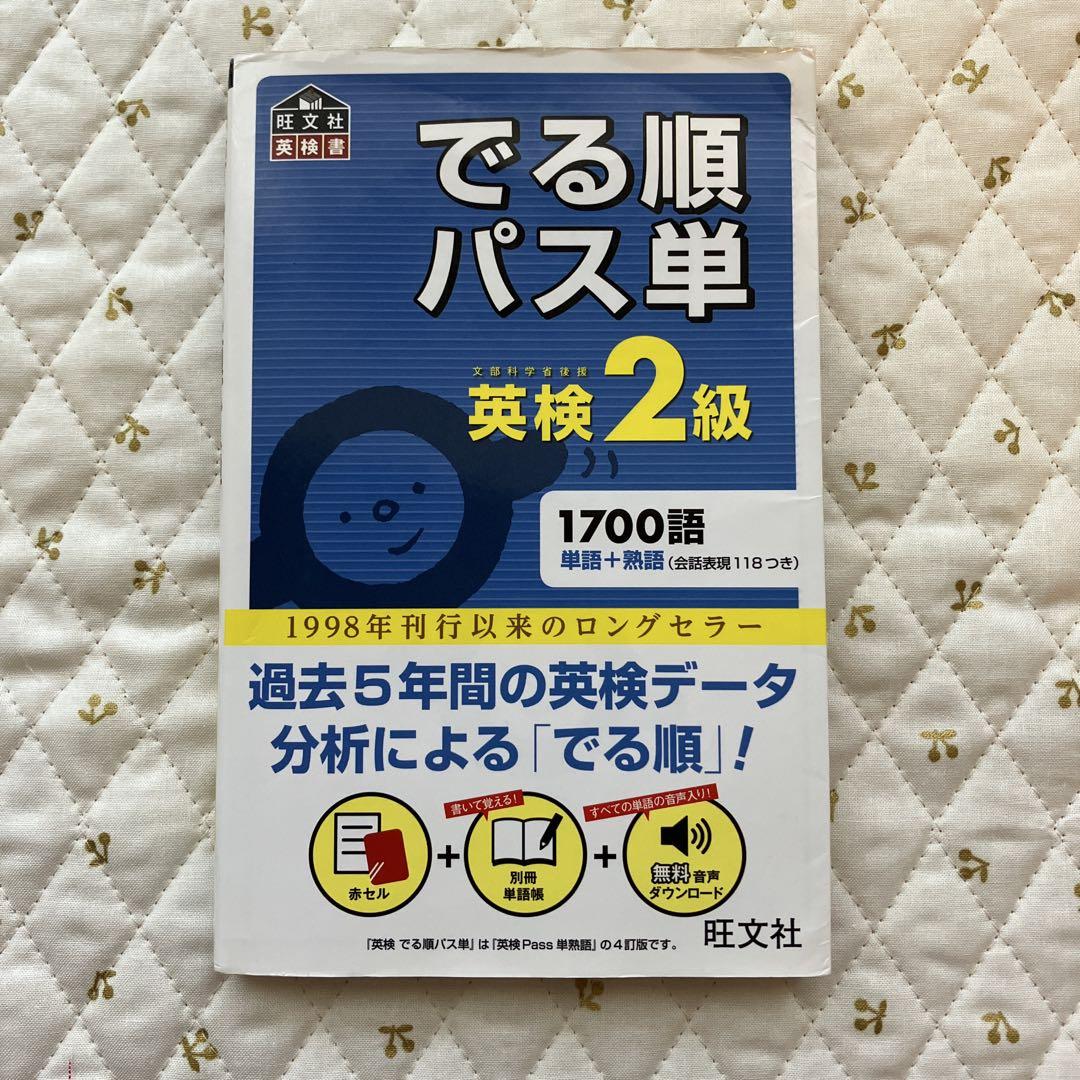 旺文社
英検書
でる順
パス単
文部科学省後援
英検2級
1700語
単語＋熟語（会話表現118つき）
1998年刊行以来のロングセラー
過去5年間の英検データ
分析による「でる順」！
赤セル
＋
書いて覚える！
別冊
単語帳
＋
すべての単語の音声入り！
無料音声
ダウンロード
『英検 でる順パス単』は『英検Pass単熟語』の4訂版です。
旺文社